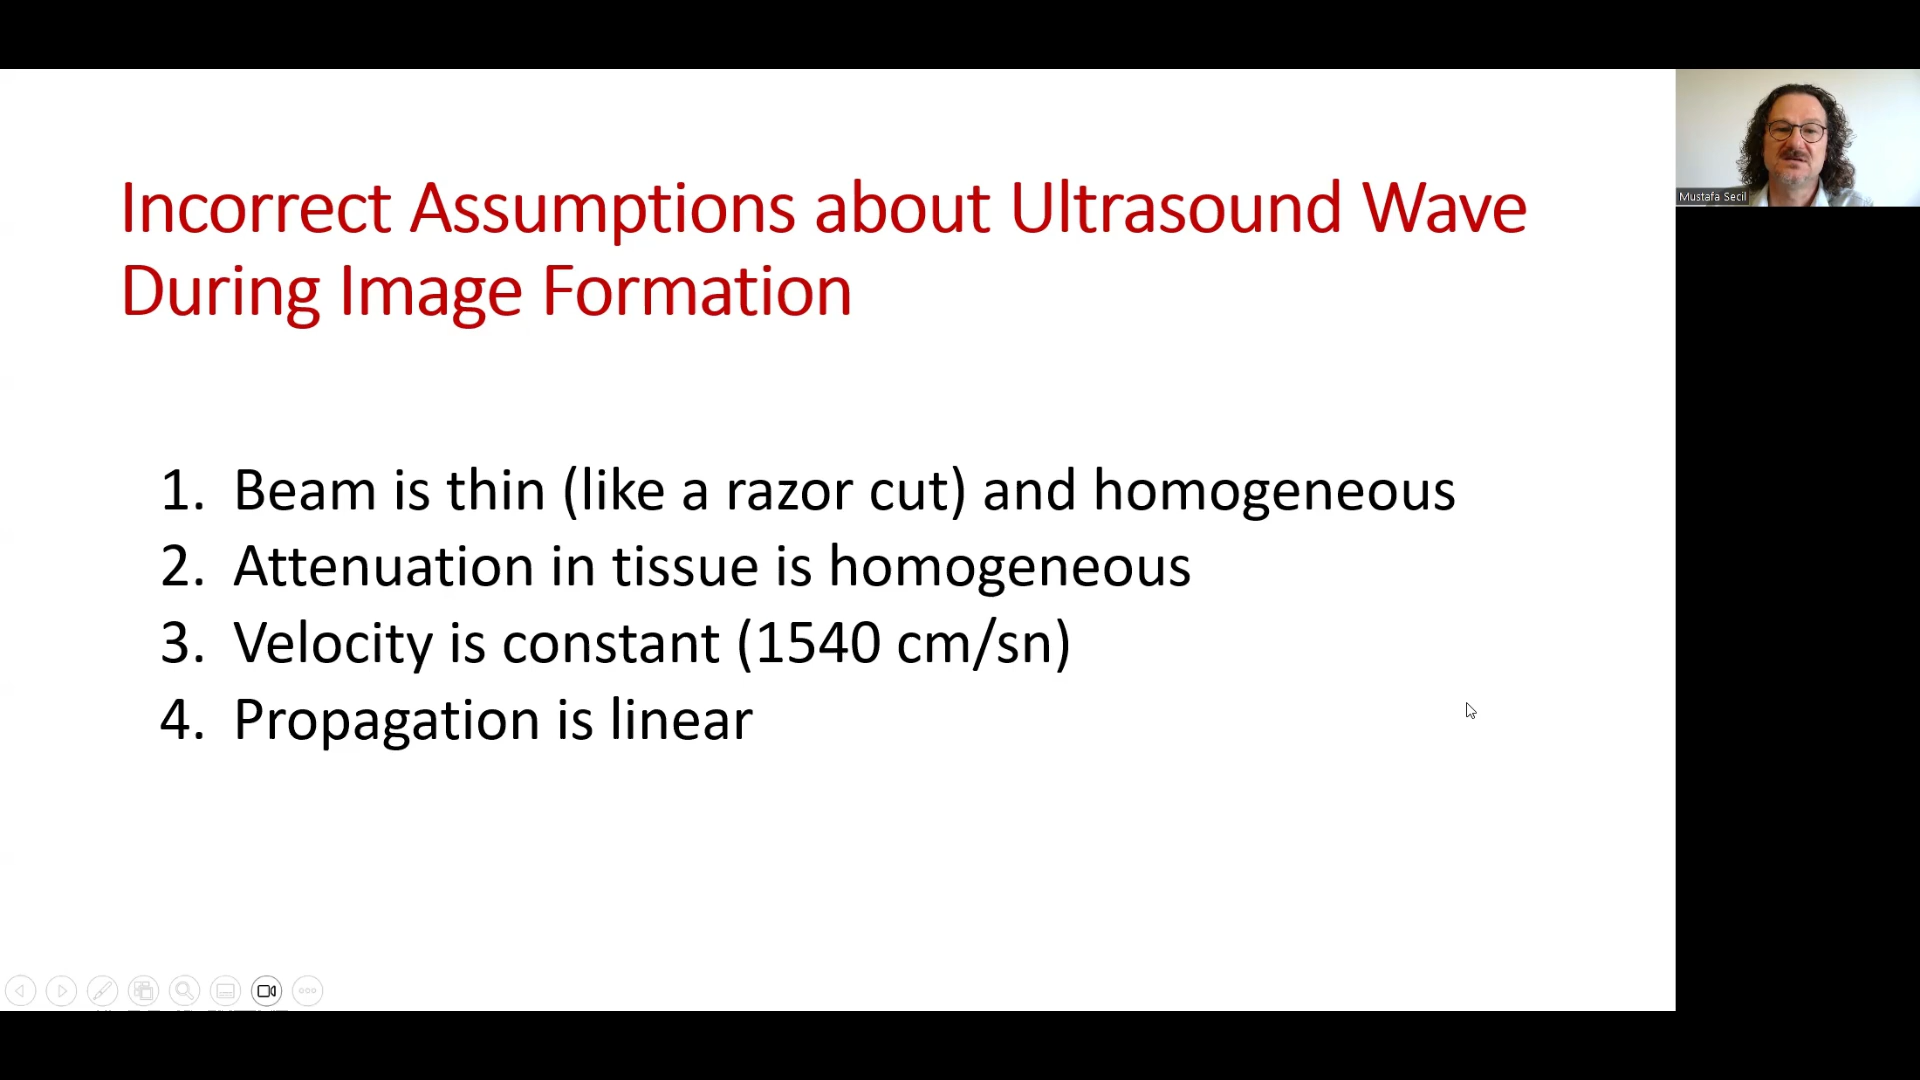 Incorrect Assumptions about Ultrasound Wave
During Image Formation
1. Beam is thin (like a razor cut) and homogeneous
2. Attenuation in tissue is homogeneous
3. Velocity is constant (1540 cm/sn)
4. Propagation is linear
Mustafa Secil